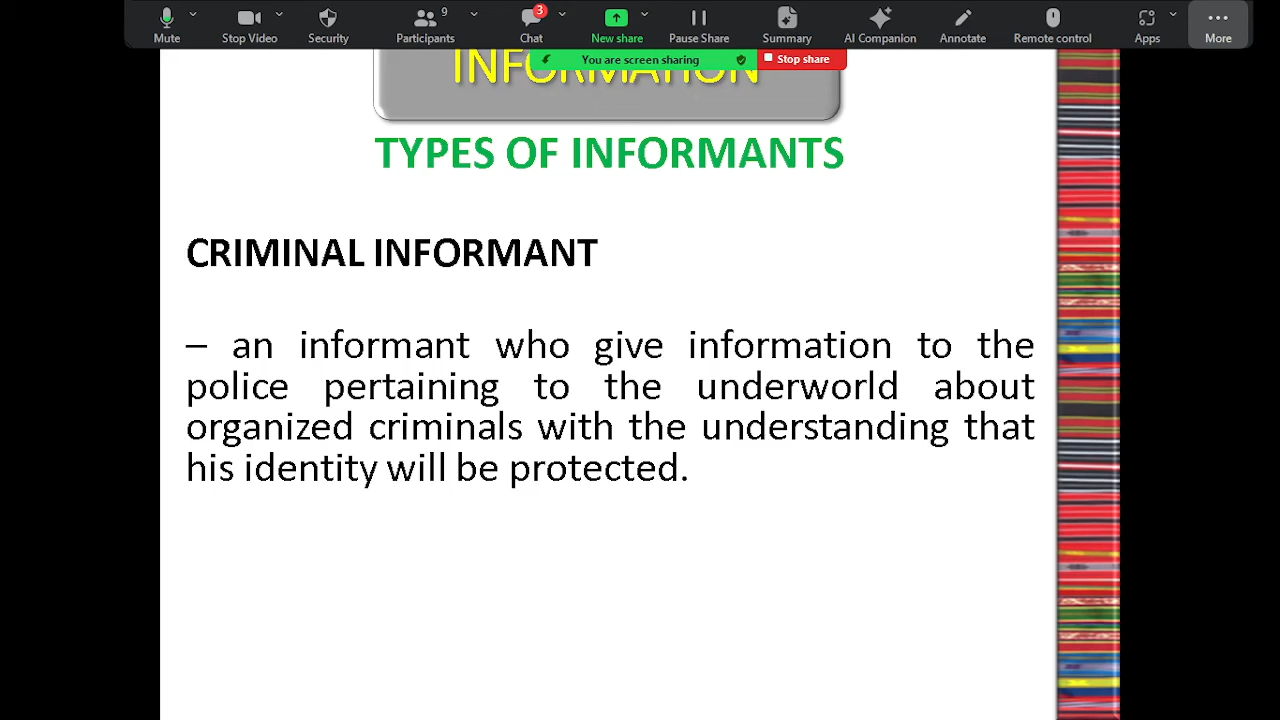 Mute
Stop Video
Security
9
Participants
3
Chat
New share
Pause Share
Summary
AI Companion
Annotate
Remote control
Apps
More
You are screen sharing
Stop share
INFORMATION
TYPES OF INFORMANTS
CRIMINAL INFORMANT
– an informant who give information to the
police pertaining to the underworld about
organized criminals with the understanding that
his identity will be protected.